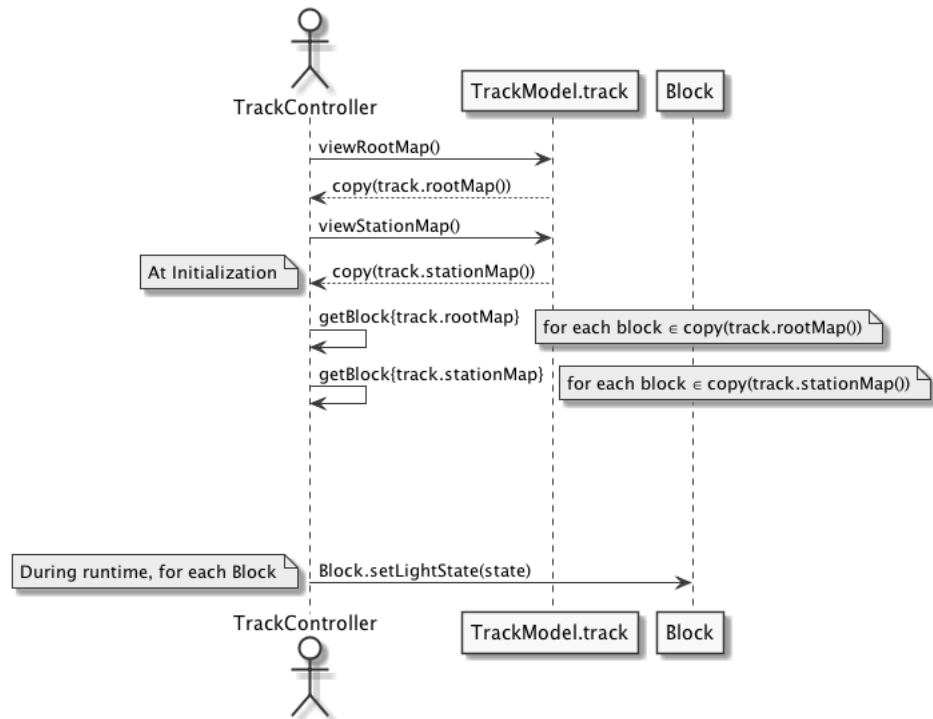 TrackController
TrackModel.track
Block
viewRootMap()
copy(track.rootMap())
viewStationMap()
At Initialization
copy(track.stationMap())
getBlock{track.rootMap}
for each block ∈ copy(track.rootMap())
getBlock{track.stationMap}
for each block ∈ copy(track.stationMap())
During runtime, for each Block
Block.setLightState(state)
TrackController
TrackModel.track
Block